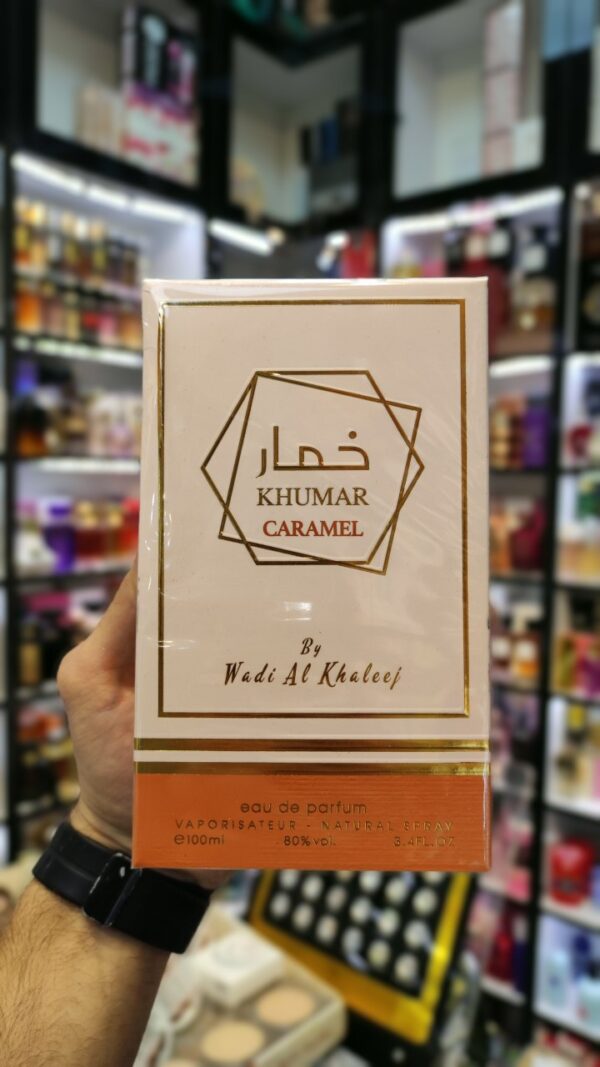 خمار
KHUMAR
CARAMEL
By
Wadi Al Khaleej
eau de parfum
VAPORISATEUR - NATURAL SPRAY
e100ml 80%vol. 3.4FL.OZ